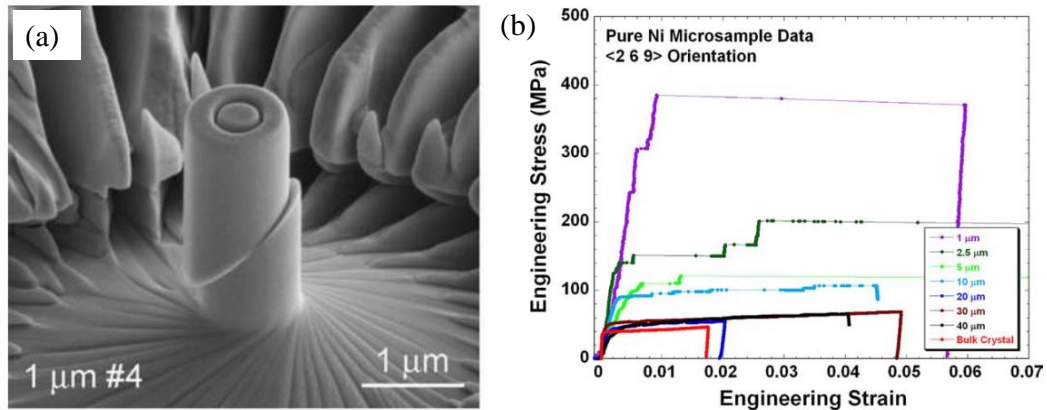 (a)
1 μm #4
1 μm
(b)
Pure Ni Microsample Data
<2 6 9> Orientation
Engineering Stress (MPa)
500
400
300
200
100
0
0
0.01
0.02
0.03
0.04
0.05
0.06
0.07
Engineering Strain
1 μm
2.5 μm
5 μm
10 μm
20 μm
30 μm
40 μm
Bulk Crystal